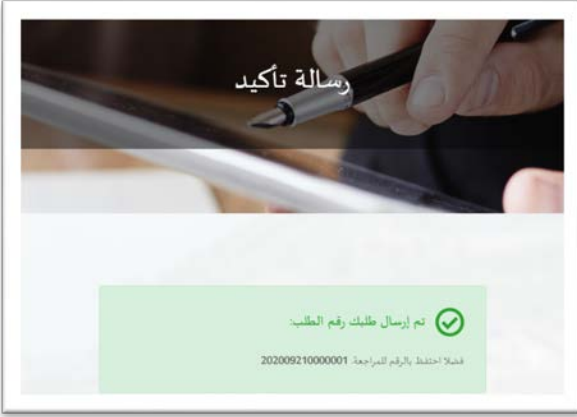 رسالة تأكيد
تم إرسال طلبك رقم الطلب:
فضلا احتفظ بالرقم للمراجعة: 202009210000001